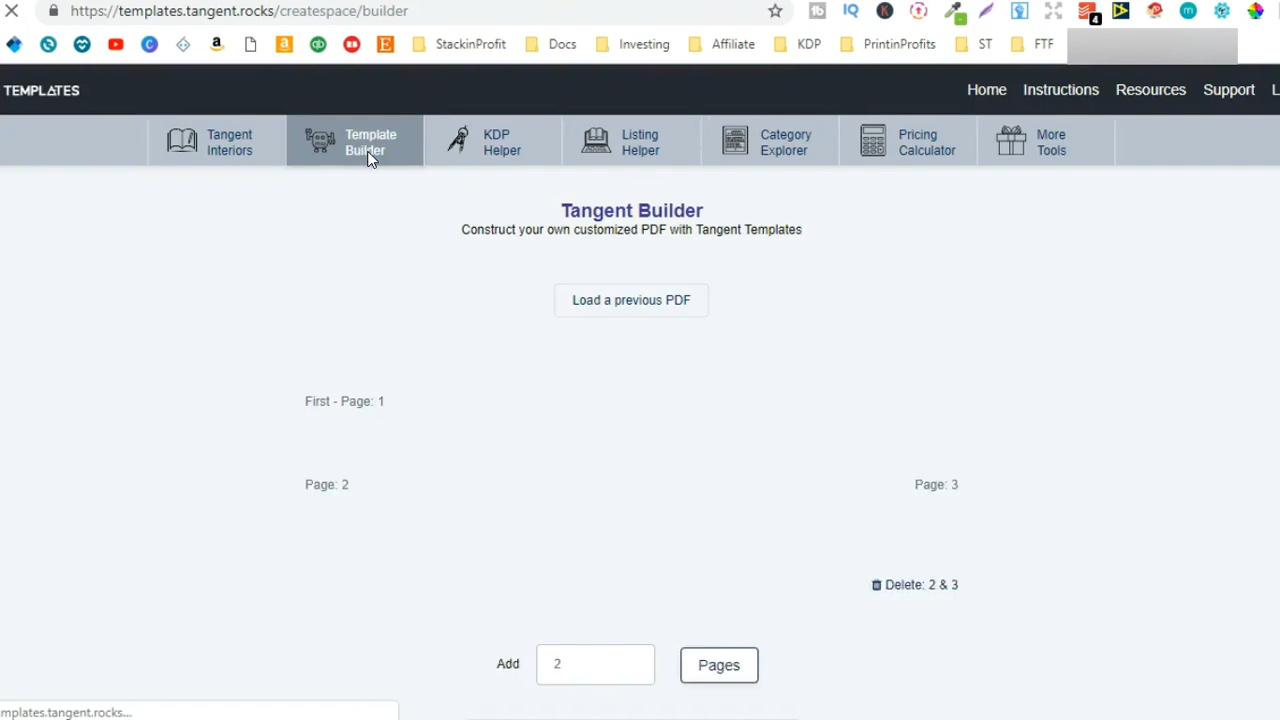 https://templates.tangent.rocks/createspace/builder
StackinProfit Docs Investing Affiliate KDP PrintinProfits ST FTF
TEMPLATES
Home Instructions Resources Support L
Tangent Interiors
Template Builder
KDP Helper
Listing Helper
Category Explorer
Pricing Calculator
More Tools
Tangent Builder
Construct your own customized PDF with Tangent Templates
Load a previous PDF
First - Page: 1
Page: 2
Page: 3
Delete: 2 & 3
Add 2 Pages
mplates.tangent.rocks...